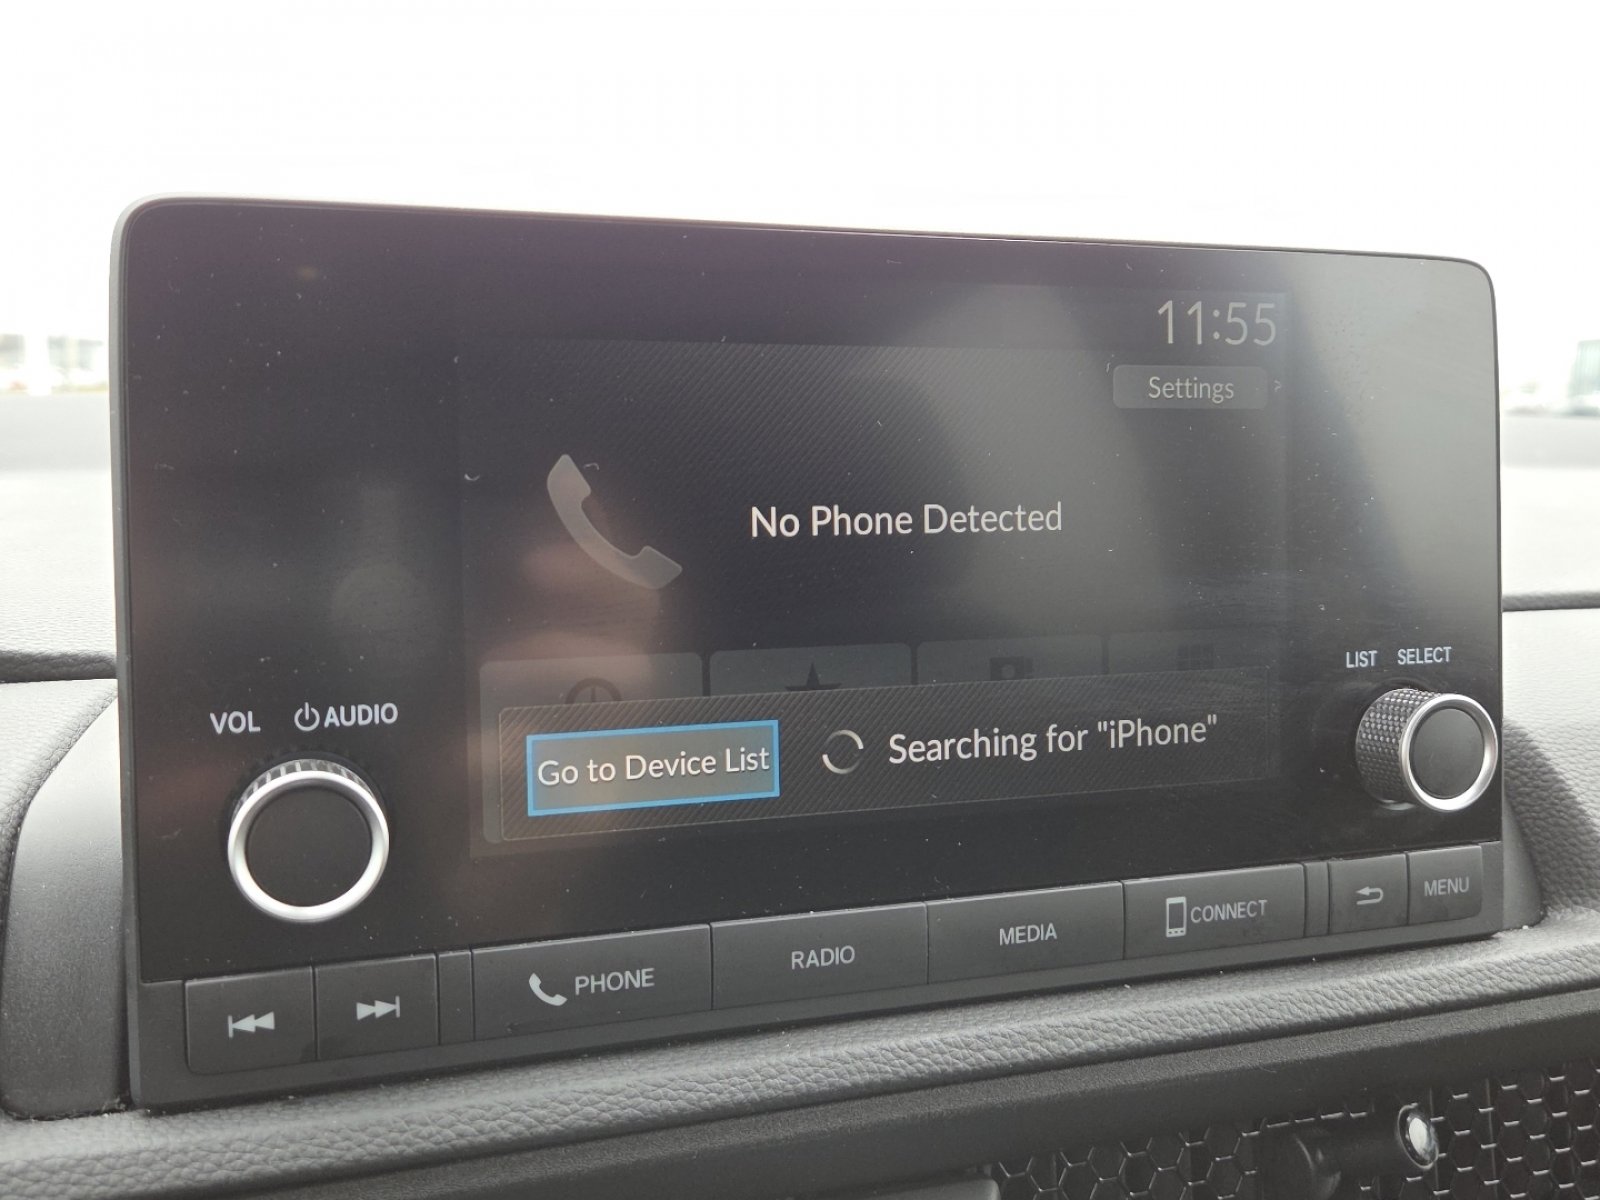 11:55
Settings
No Phone Detected
LIST SELECT
VOL AUDIO
Go to Device List
Searching for "iPhone"
PHONE
RADIO
MEDIA
CONNECT
MENU